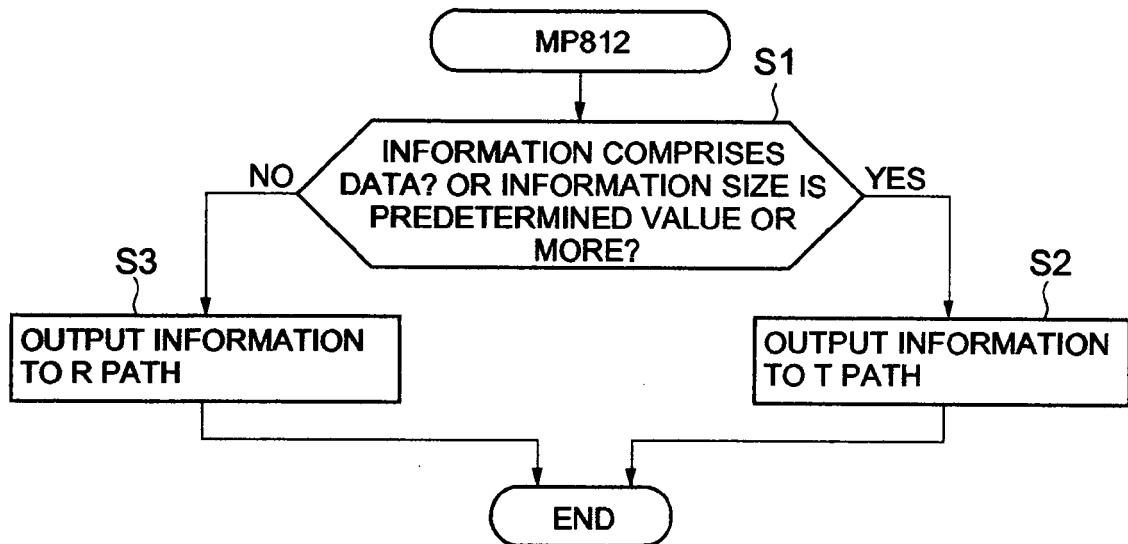 MP812
S1
INFORMATION COMPRISES
DATA? OR INFORMATION SIZE IS
PREDETERMINED VALUE OR
MORE?
NO
YES
S3
OUTPUT INFORMATION
TO R PATH
S2
OUTPUT INFORMATION
TO T PATH
END